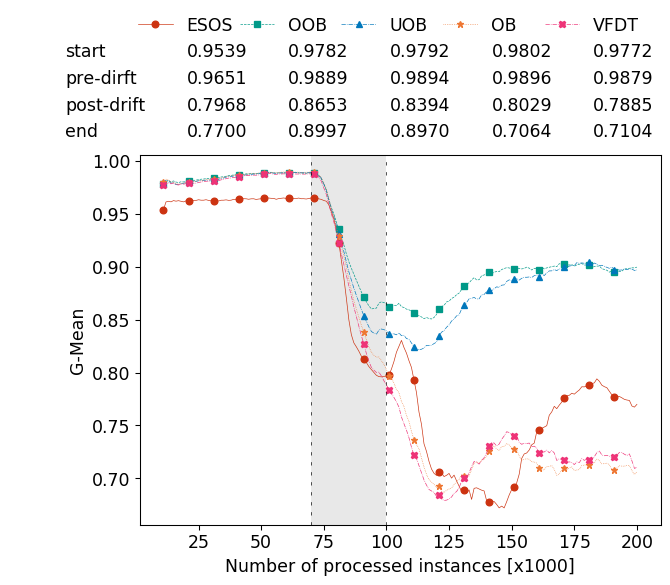 ESOS OOB UOB OB VFDT
start 0.9539 0.9782 0.9792 0.9802 0.9772
pre-dirft 0.9651 0.9889 0.9894 0.9896 0.9879
post-drift 0.7968 0.8653 0.8394 0.8029 0.7885
end 0.7700 0.8997 0.8970 0.7064 0.7104
1.00
0.95
0.90
0.85
0.80
0.75
0.70
G-Mean
25 50 75 100 125 150 175 200
Number of processed instances [x1000]